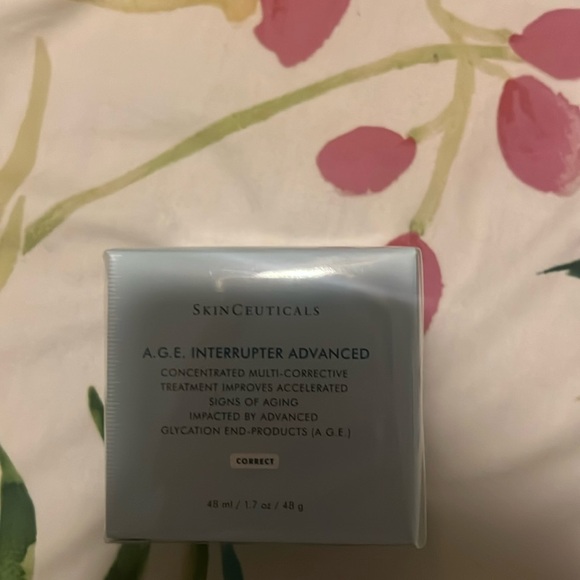 SKINCEUTICALS
A.G.E. INTERRUPTER ADVANCED
CONCENTRATED MULTI-CORRECTIVE
TREATMENT IMPROVES ACCELERATED
SIGNS OF AGING
IMPACTED BY ADVANCED
GLYCATION END-PRODUCTS (A.G.E.)
CORRECT
48 ml / 1.7 oz / 48 g